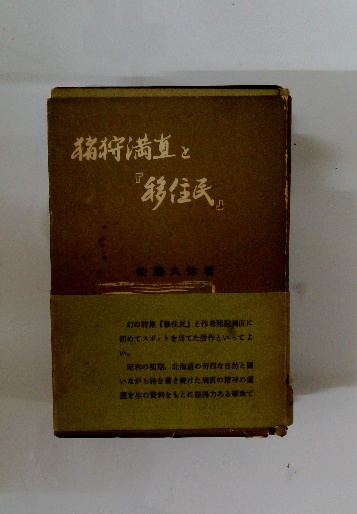 猪狩満直と
『移住民』
佐藤久弥著
幻の詩集『移住民』と作者猪狩満直に
初めてスポットを当てた労作といってよ
い。
昭和の初期、北海道の苛烈な自然と闘
いながら詩を書き続けた満直の精神の遍
歴を生の資料をもとに説得力ある筆致で